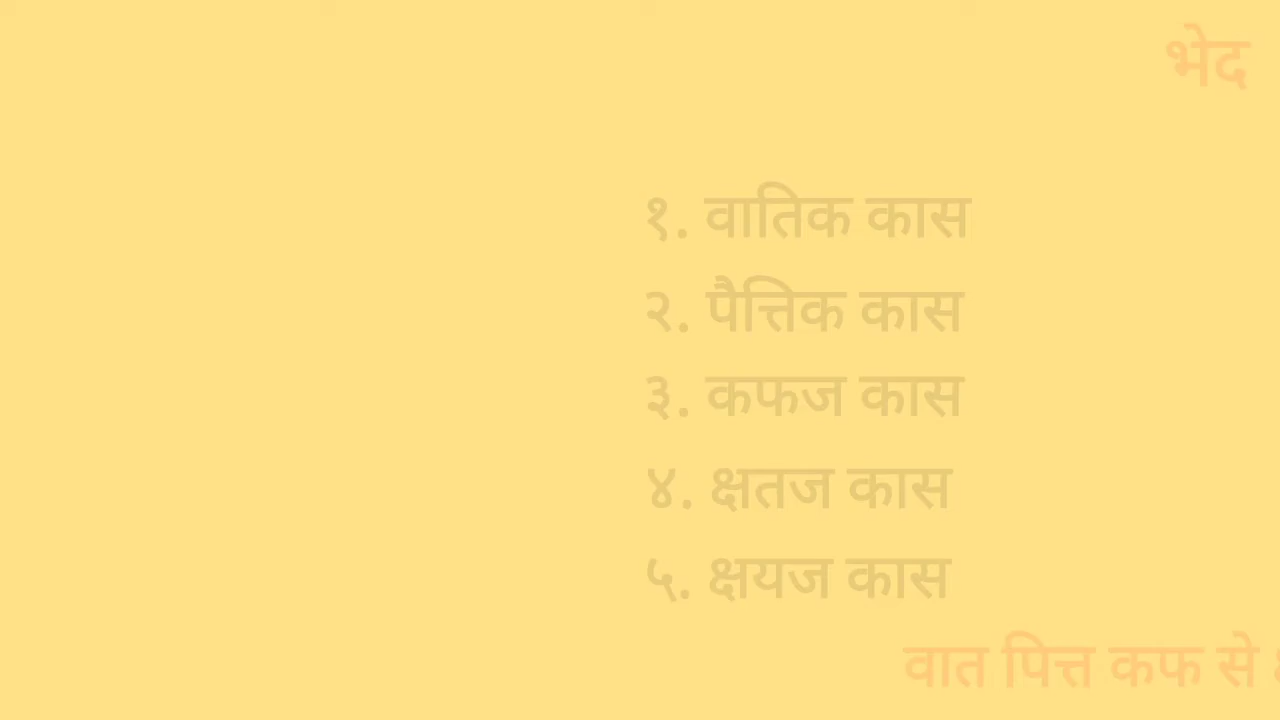 भेद
१. वातिक कास
२. पैत्तिक कास
३. कफज कास
४. क्षतज कास
५. क्षयज कास
वात पित्त कफ से